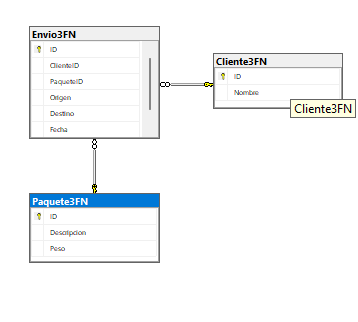 Envio3FN
ID
ClienteID
PaqueteID
Origen
Destino
Fecha
Cliente3FN
ID
Nombre
Cliente3FN
Paquete3FN
ID
Descripcion
Peso